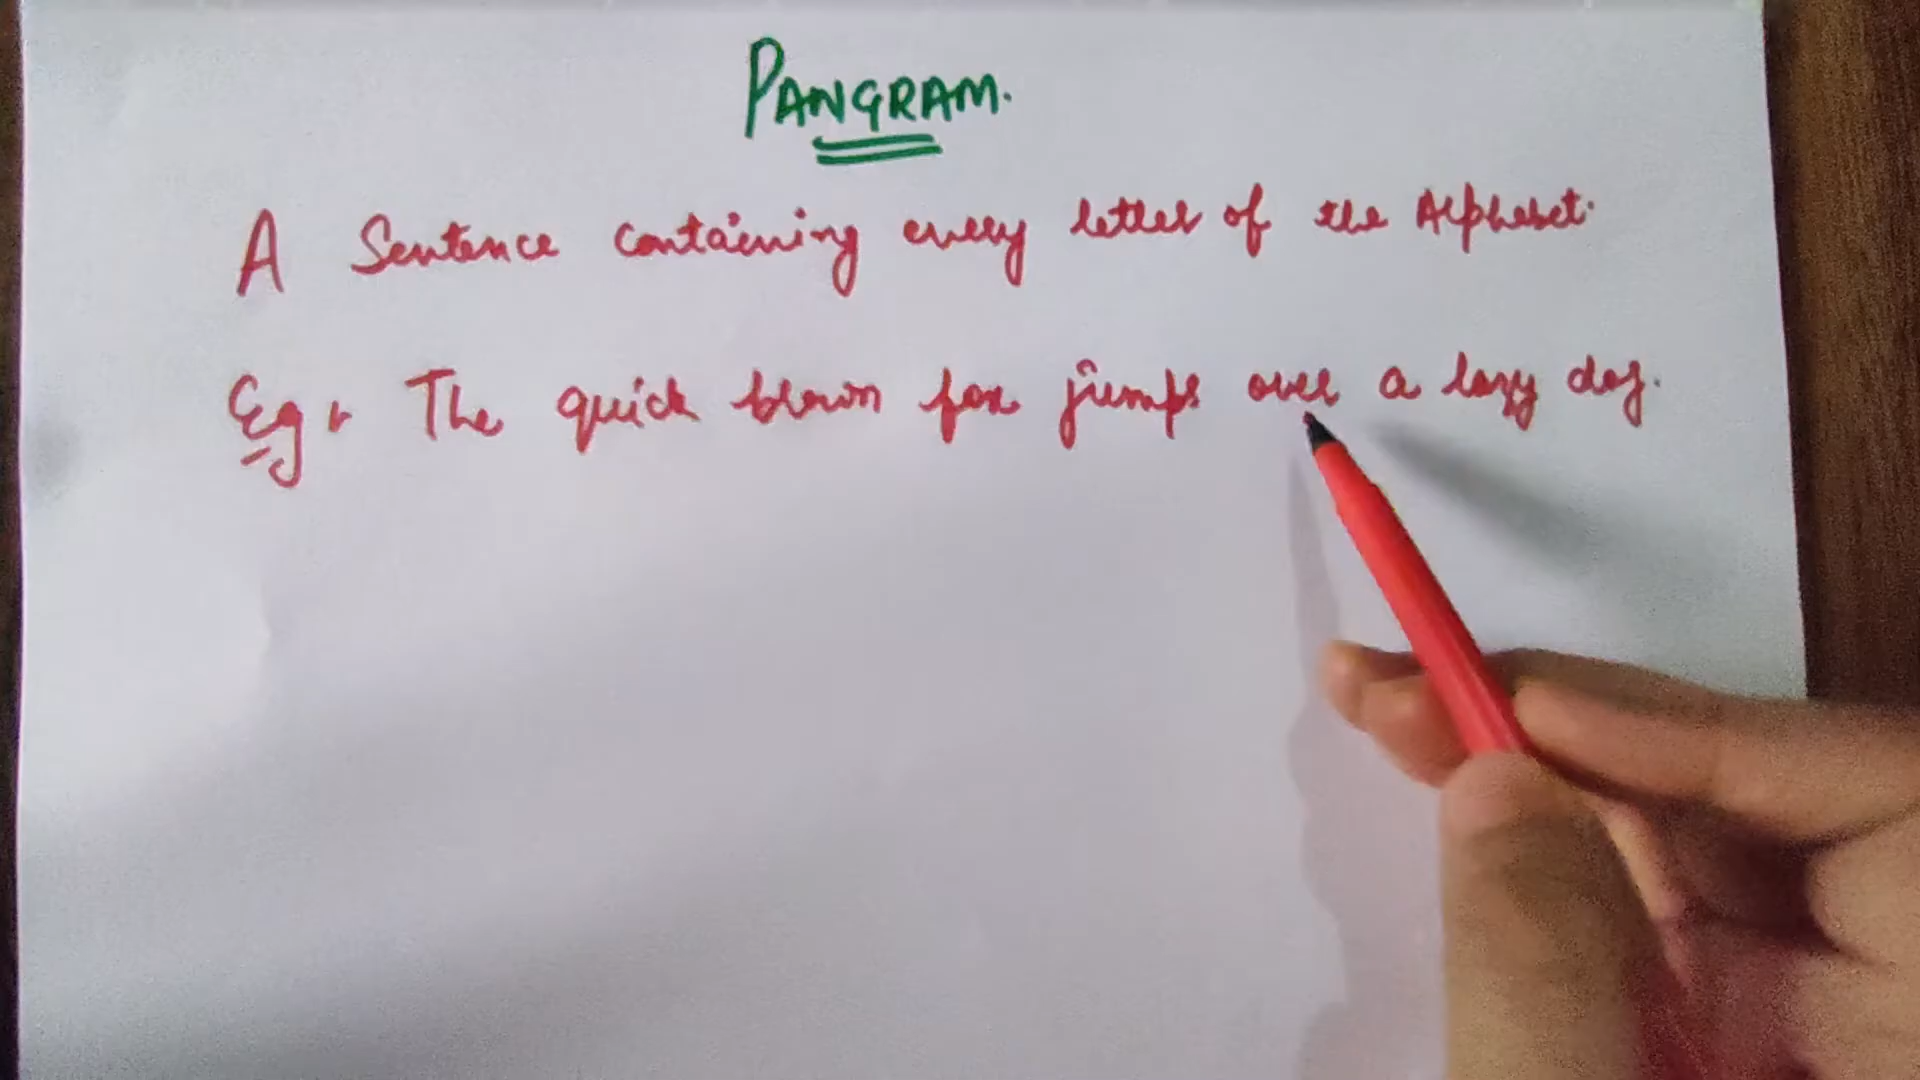 PANGRAM.
A Sentence containing every letter of the Alphabet.
Eg: The quick brown fox jumps over a lazy dog.